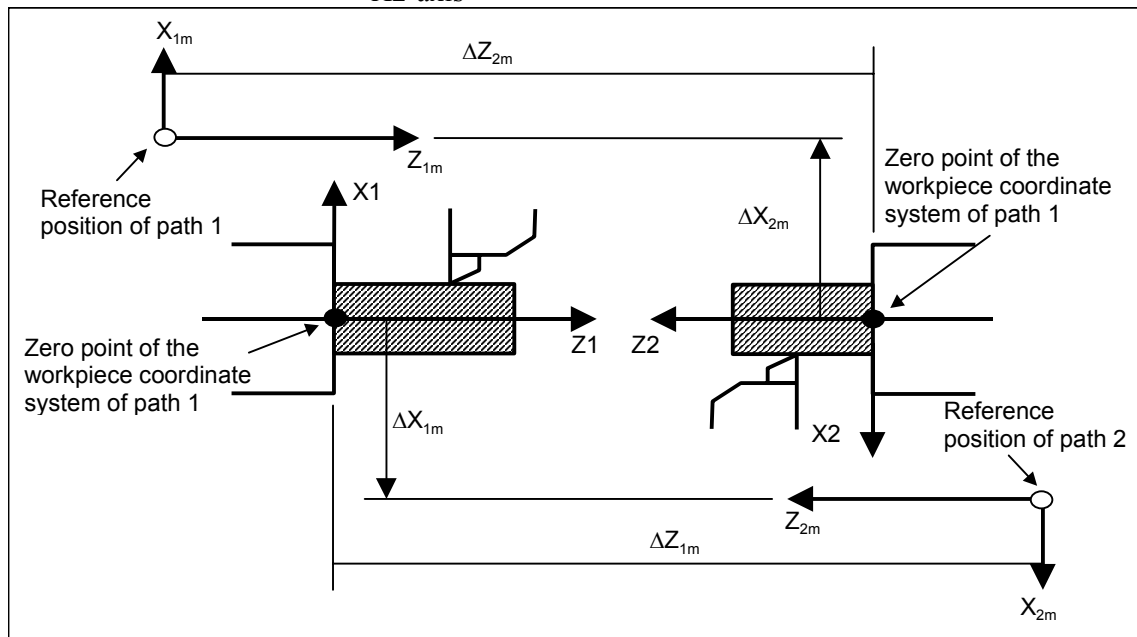 X1m
ΔZ2m
Z1m
Reference
position of path 1
X1
ΔX2m
Zero point of the
workpiece coordinate
system of path 1
Z1
Z2
Zero point of the
workpiece coordinate
system of path 1
ΔX1m
X2
Reference
position of path 2
Z2m
ΔZ1m
X2m